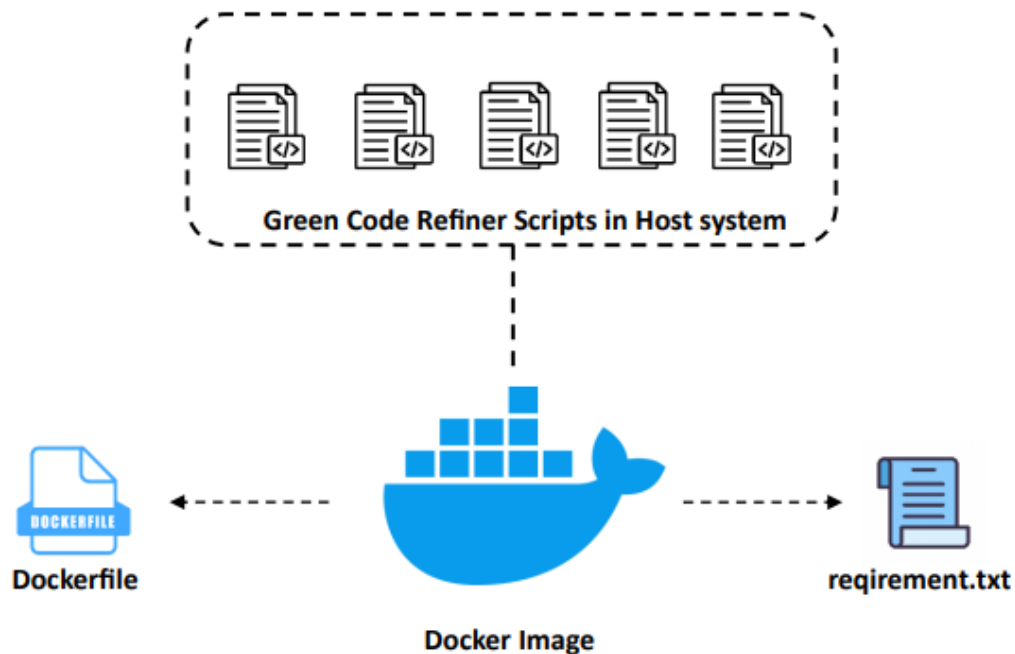 </>
</>
</>
</>
</>
Green Code Refiner Scripts in Host system
DOCKERFILE
Dockerfile
reqirement.txt
Docker Image